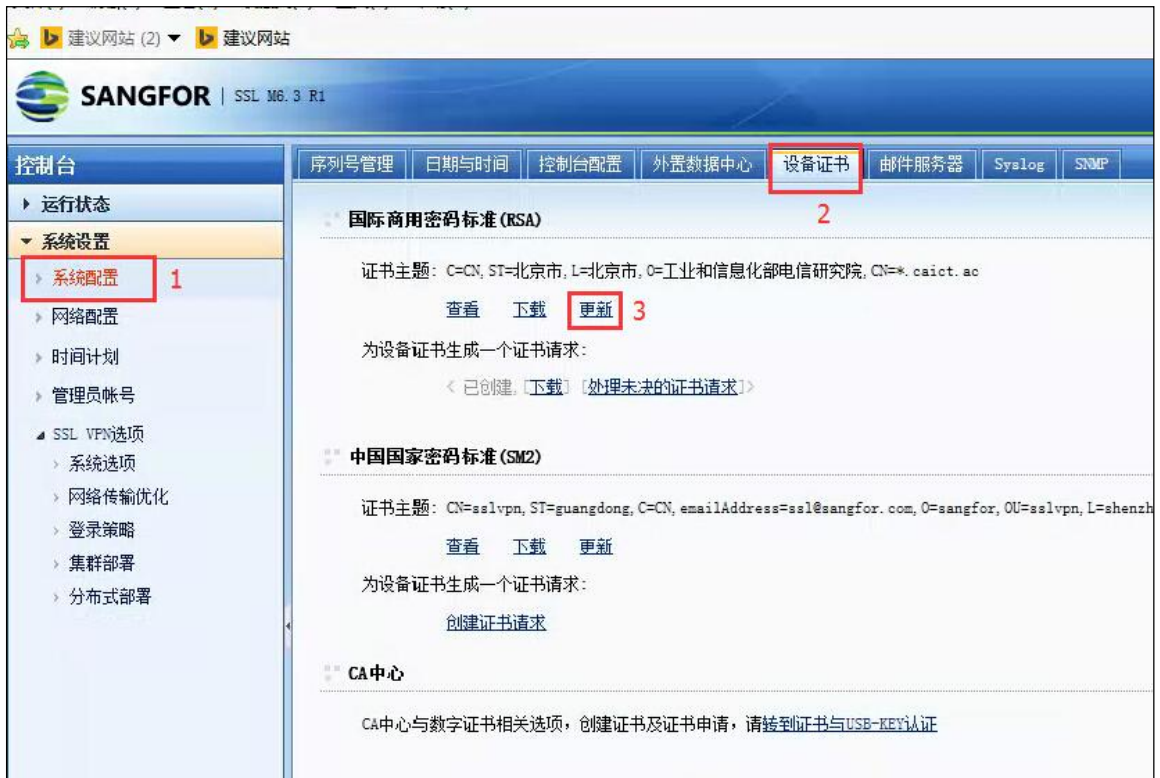 建议网站 (2) 建议网站
SANGFOR | SSL M6.3 R1
控制台
序列号管理 日期与时间 控制台配置 外置数据中心 设备证书 邮件服务器 Syslog SNMP
运行状态
2
国际商用密码标准(RSA)
系统设置
证书主题: C=CN, ST=北京市, L=北京市, O=工业和信息化部电信研究院, CN=*.caict.ac
系统配置 1
查看 下载 更新 3
网络配置
为设备证书生成一个证书请求:
时间计划
< 已创建, [下载] [处理未决的证书请求]>
管理员帐号
SSL VPN选项
中国国家密码标准(SM2)
系统选项
网络传输优化
证书主题: CN=sslvpn, ST=guangdong, C=CN, emailAddress=ssl@sangfor.com, O=sangfor, OU=sslvpn, L=shenzh
登录策略
查看 下载 更新
集群部署
为设备证书生成一个证书请求:
分布式部署
创建证书请求
CA中心
CA中心与数字证书相关选项，创建证书及证书申请，请转到证书与USB-KEY认证